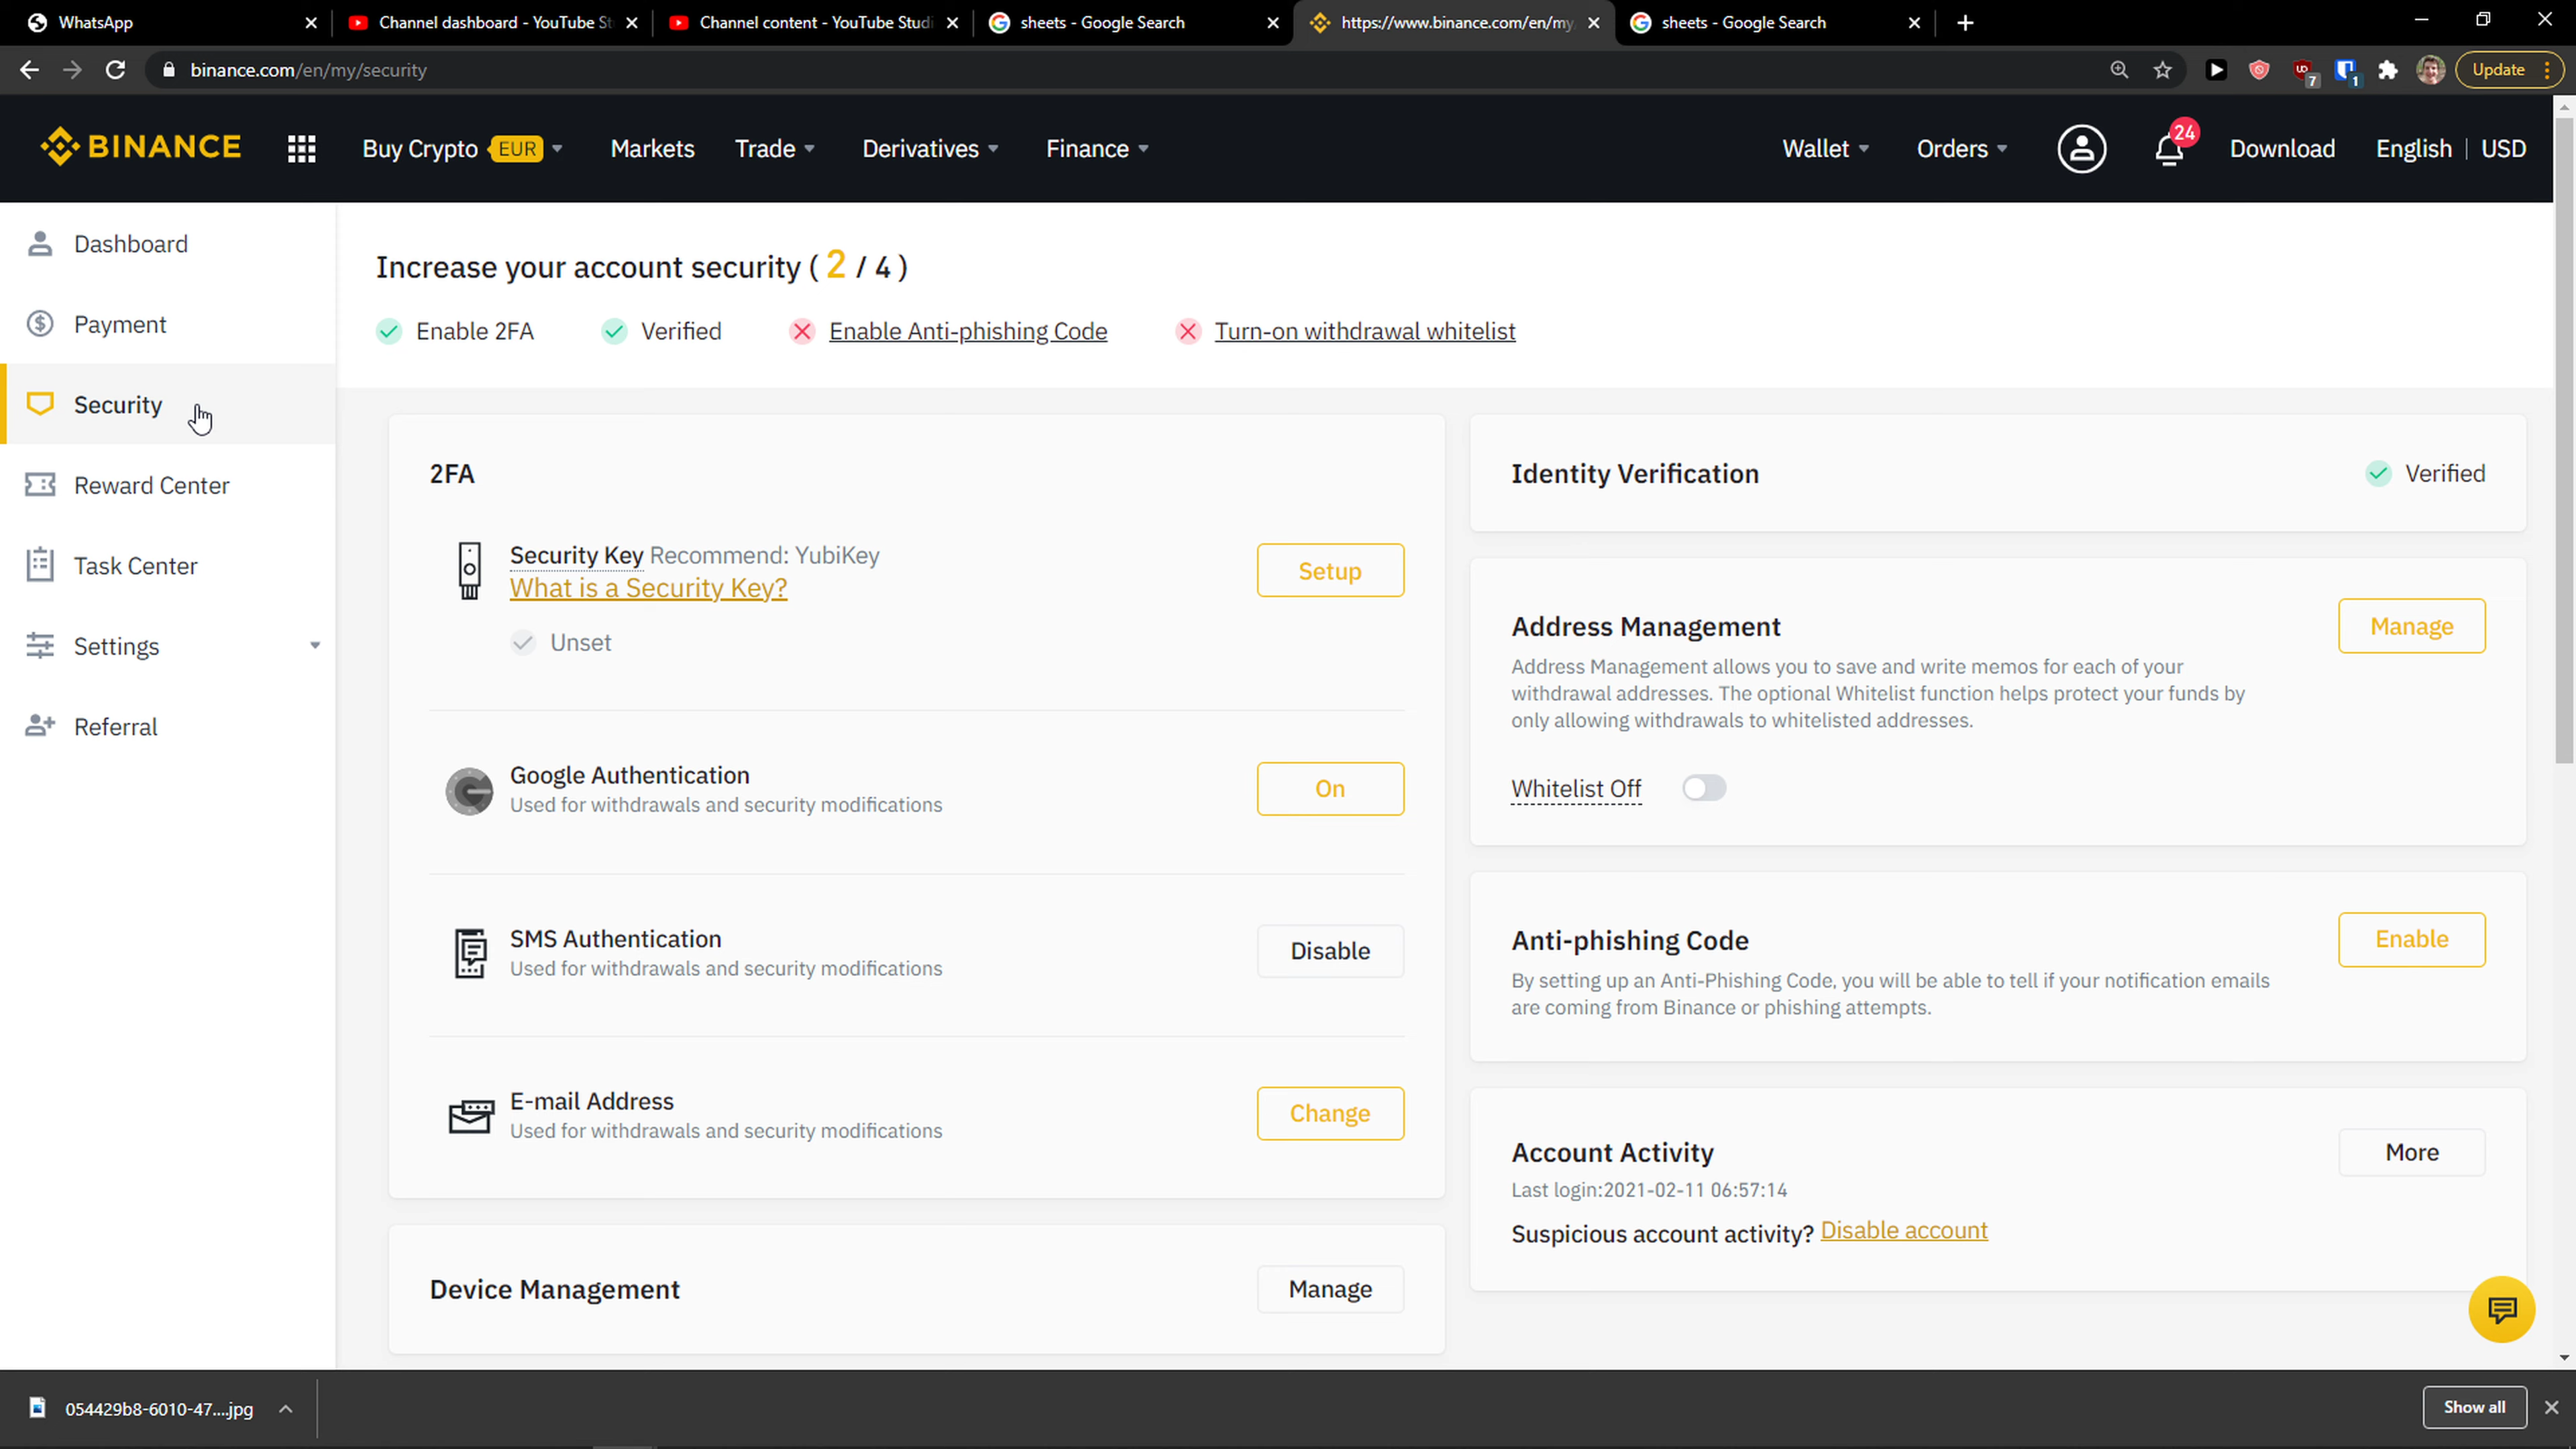 WhatsApp
Channel dashboard - YouTube St
Channel content - YouTube Studi
sheets - Google Search
https://www.binance.com/en/my
sheets - Google Search
binance.com/en/my/security
7
1
Update
BINANCE
Buy Crypto EUR
Markets
Trade
Derivatives
Finance
Wallet
Orders
24
Download
English | USD
Dashboard
Payment
Security
Reward Center
Task Center
Settings
Referral
Increase your account security ( 2 / 4 )
Enable 2FA
Verified
Enable Anti-phishing Code
Turn-on withdrawal whitelist
2FA
Security Key Recommend: YubiKey
What is a Security Key?
Setup
Unset
Google Authentication
Used for withdrawals and security modifications
On
SMS Authentication
Used for withdrawals and security modifications
Disable
E-mail Address
Used for withdrawals and security modifications
Change
Device Management
Manage
Identity Verification
Verified
Address Management
Manage
Address Management allows you to save and write memos for each of your
withdrawal addresses. The optional Whitelist function helps protect your funds by
only allowing withdrawals to whitelisted addresses.
Whitelist Off
Anti-phishing Code
Enable
By setting up an Anti-Phishing Code, you will be able to tell if your notification emails
are coming from Binance or phishing attempts.
Account Activity
More
Last login:2021-02-11 06:57:14
Suspicious account activity? Disable account
054429b8-6010-47....jpg
Show all